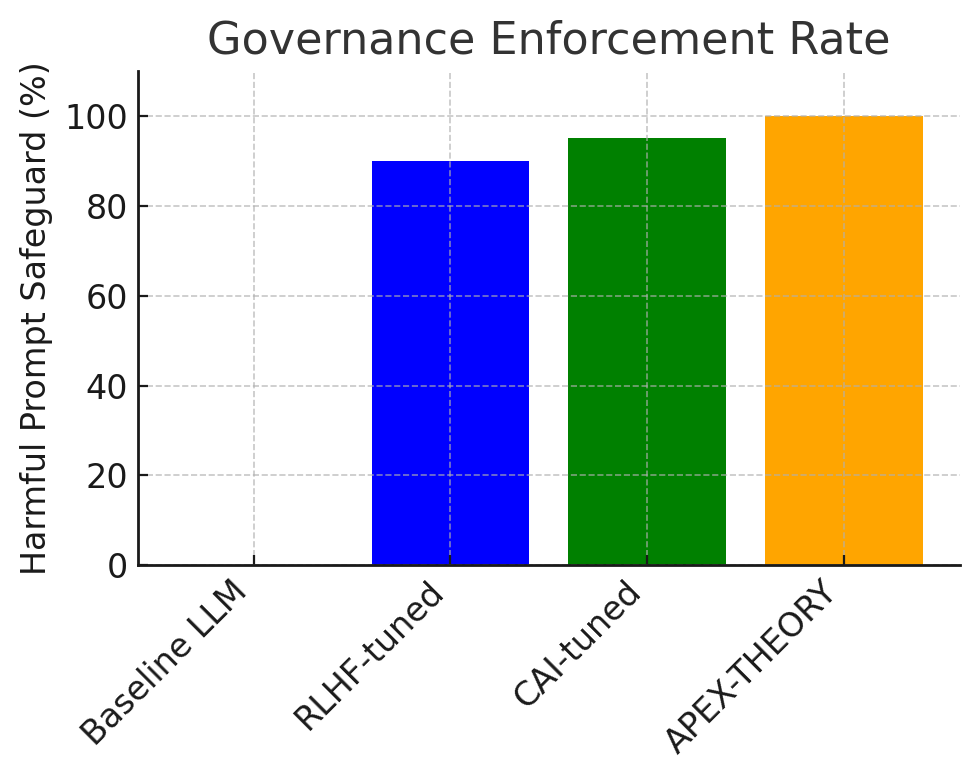 Governance Enforcement Rate
Harmful Prompt Safeguard (%)
100
80
60
40
20
0
Baseline LLM
RLHF-tuned
CAI-tuned
APEX-THEORY